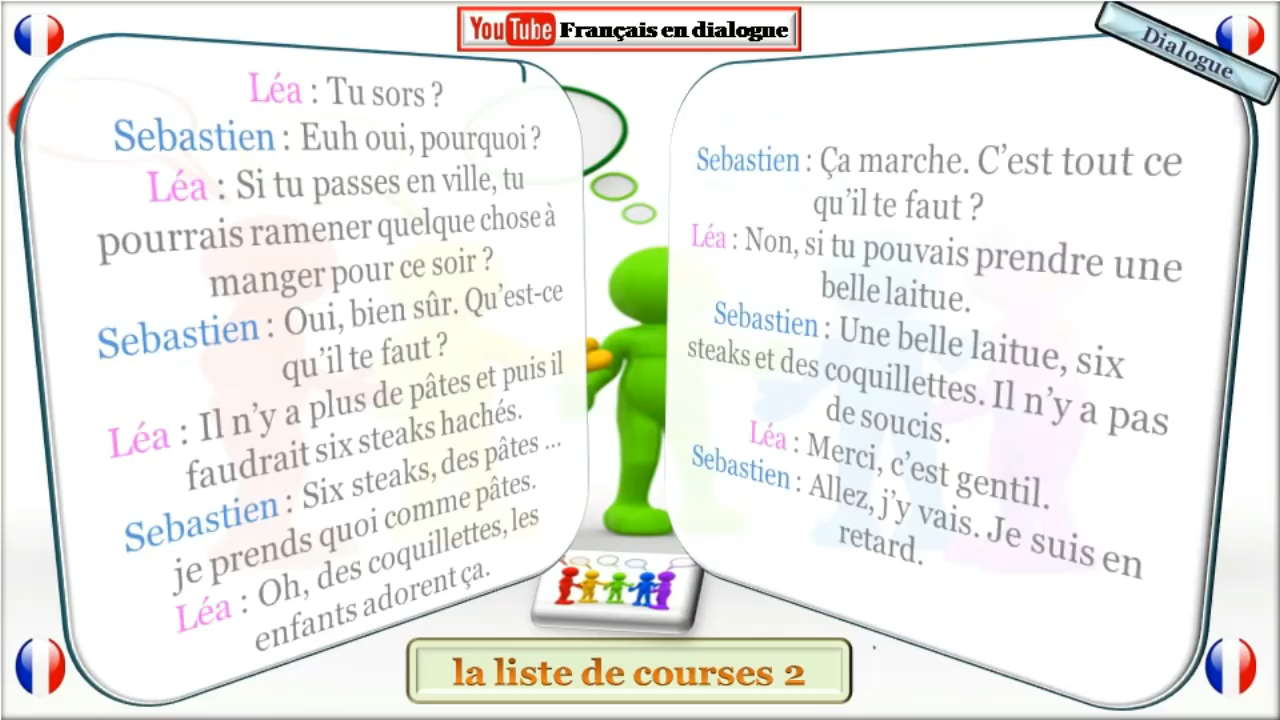 YouTube Français en dialogue
Dialogue
Léa : Tu sors ?
Sebastien : Euh oui, pourquoi ?
Léa : Si tu passes en ville, tu
pourrais ramener quelque chose à
manger pour ce soir ?
Sebastien : Oui, bien sûr. Qu'est-ce
qu'il te faut ?
Léa : Il n'y a plus de pâtes et puis il
faudrait six steaks hachés.
Sebastien : Six steaks, des pâtes ...
je prends quoi comme pâtes.
Léa : Oh, des coquillettes, les
enfants adorent ça.
Sebastien : Ça marche. C'est tout ce
qu'il te faut ?
Léa : Non, si tu pouvais prendre une
belle laitue.
Sebastien : Une belle laitue, six
steaks et des coquillettes. Il n'y a pas
de soucis.
Léa : Merci, c'est gentil.
Sebastien : Allez, j'y vais. Je suis en
retard.
la liste de courses 2